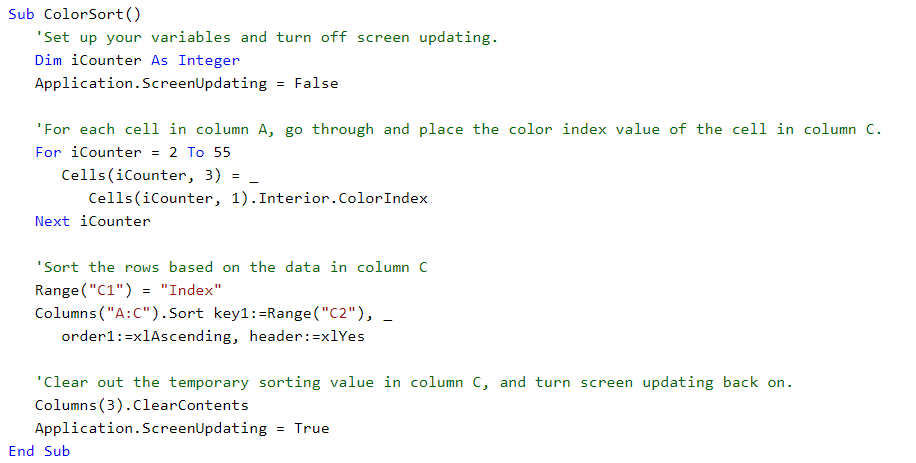 Sub ColorSort()
   'Set up your variables and turn off screen updating.
   Dim iCounter As Integer
   Application.ScreenUpdating = False

   'For each cell in column A, go through and place the color index value of the cell in column C.
   For iCounter = 2 To 55
      Cells(iCounter, 3) = _
         Cells(iCounter, 1).Interior.ColorIndex
   Next iCounter

   'Sort the rows based on the data in column C
   Range("C1") = "Index"
   Columns("A:C").Sort key1:=Range("C2"), _
      order1:=xlAscending, header:=xlYes

   'Clear out the temporary sorting value in column C, and turn screen updating back on.
   Columns(3).ClearContents
   Application.ScreenUpdating = True
End Sub